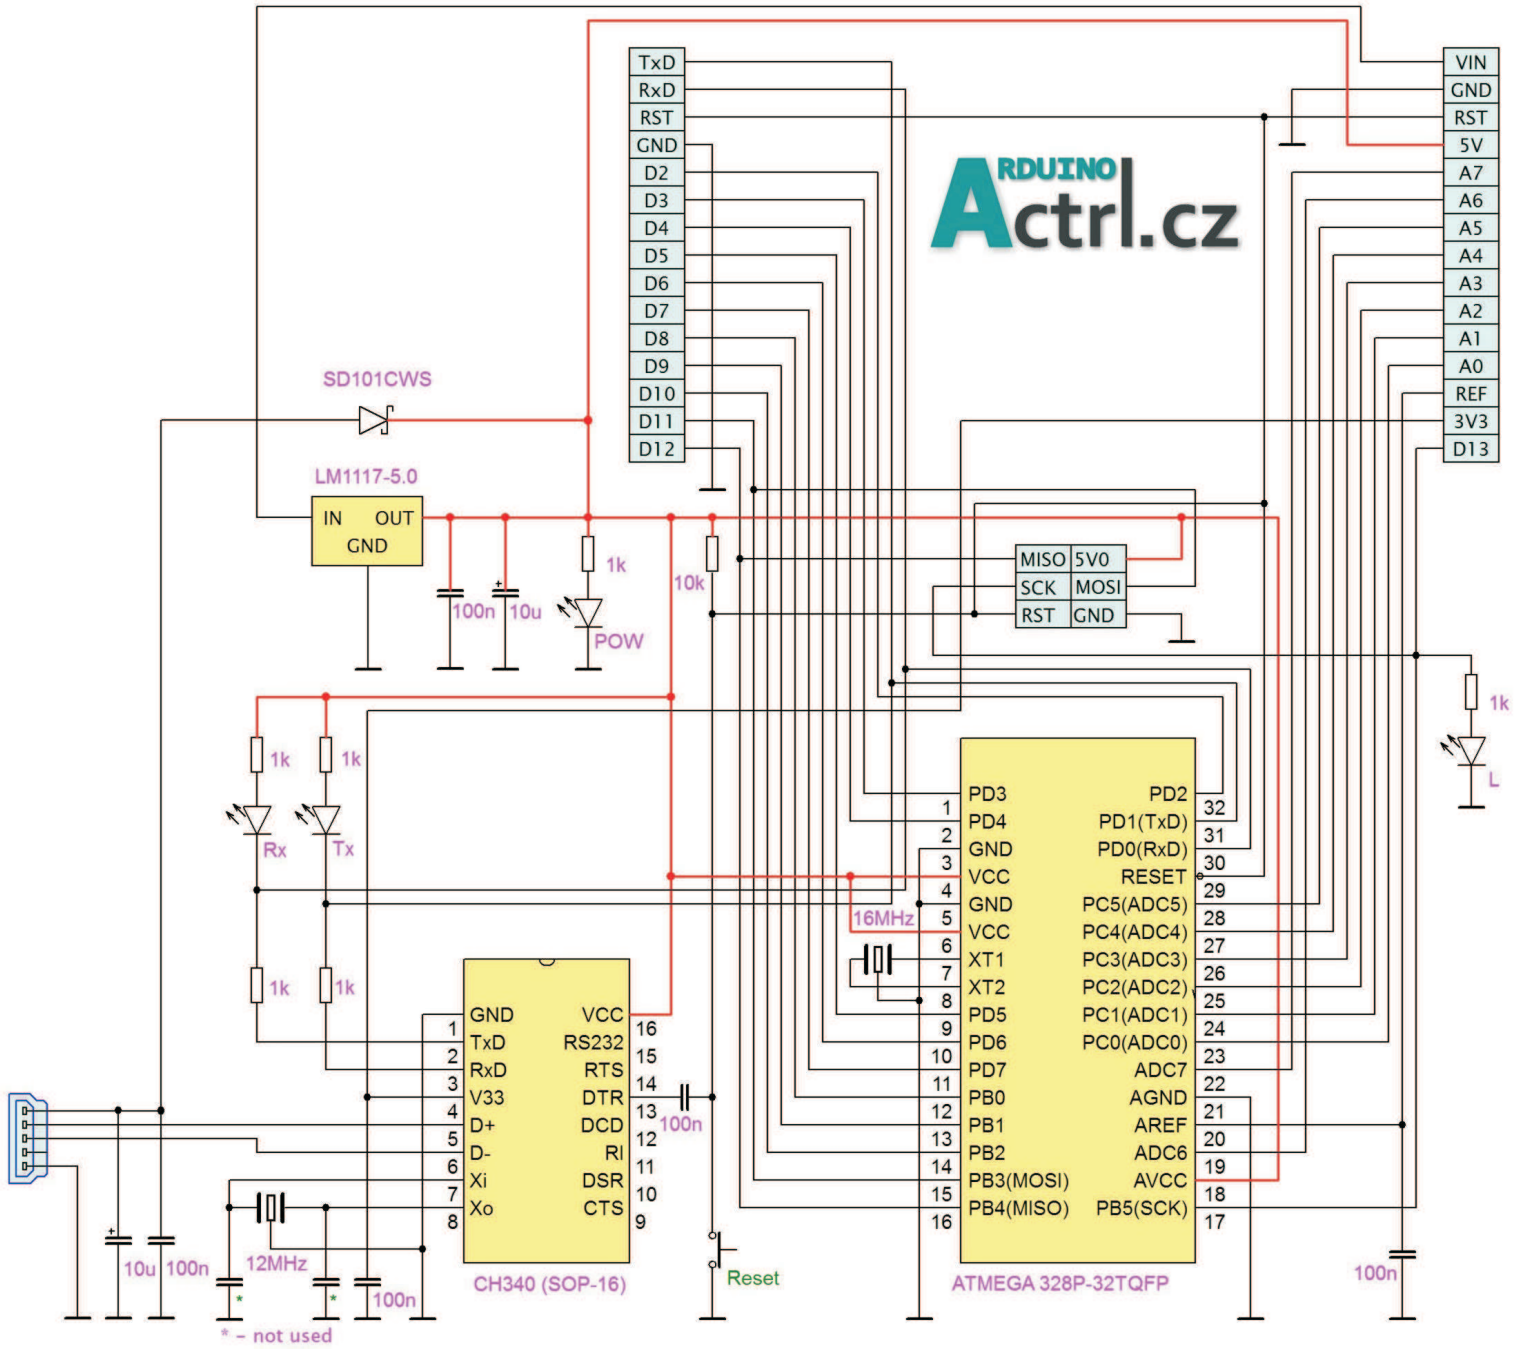 TxD
RxD
RST
GND
D2
D3
D4
D5
D6
D7
D8
D9
D10
D11
D12
ARDUINO
Actrl.cz
VIN
GND
RST
5V
A7
A6
A5
A4
A3
A2
A1
A0
REF
3V3
D13
SD101CWS
LM1117-5.0
IN OUT
GND
100n
+
10u
1k
POW
10k
MISO 5V0
SCK MOSI
RST GND
1k
L
1k
1k
Rx
Tx
1k
1k
16MHz
PD3
1
PD4
2
GND
3
VCC
4
GND
5
VCC
6
XT1
7
XT2
8
PD5
9
PD6
10
PD7
11
PB0
12
PB1
13
PB2
14
PB3(MOSI)
15
PB4(MISO)
16
PD2
32
PD1(TxD)
31
PD0(RxD)
30
RESET
29
PC5(ADC5)
28
PC4(ADC4)
27
PC3(ADC3)
26
PC2(ADC2)
25
PC1(ADC1)
24
PC0(ADC0)
23
ADC7
22
AGND
21
AREF
20
ADC6
19
AVCC
18
PB5(SCK)
17
ATMEGA 328P-32TQFP
GND
1
TxD
2
RxD
3
V33
4
D+
5
D-
6
Xi
7
Xo
8
VCC
16
RS232
15
RTS
14
DTR
13
DCD
12
RI
11
DSR
10
CTS
9
CH340 (SOP-16)
100n
Reset
+
10u
100n
12MHz
*
*
100n
* - not used
100n